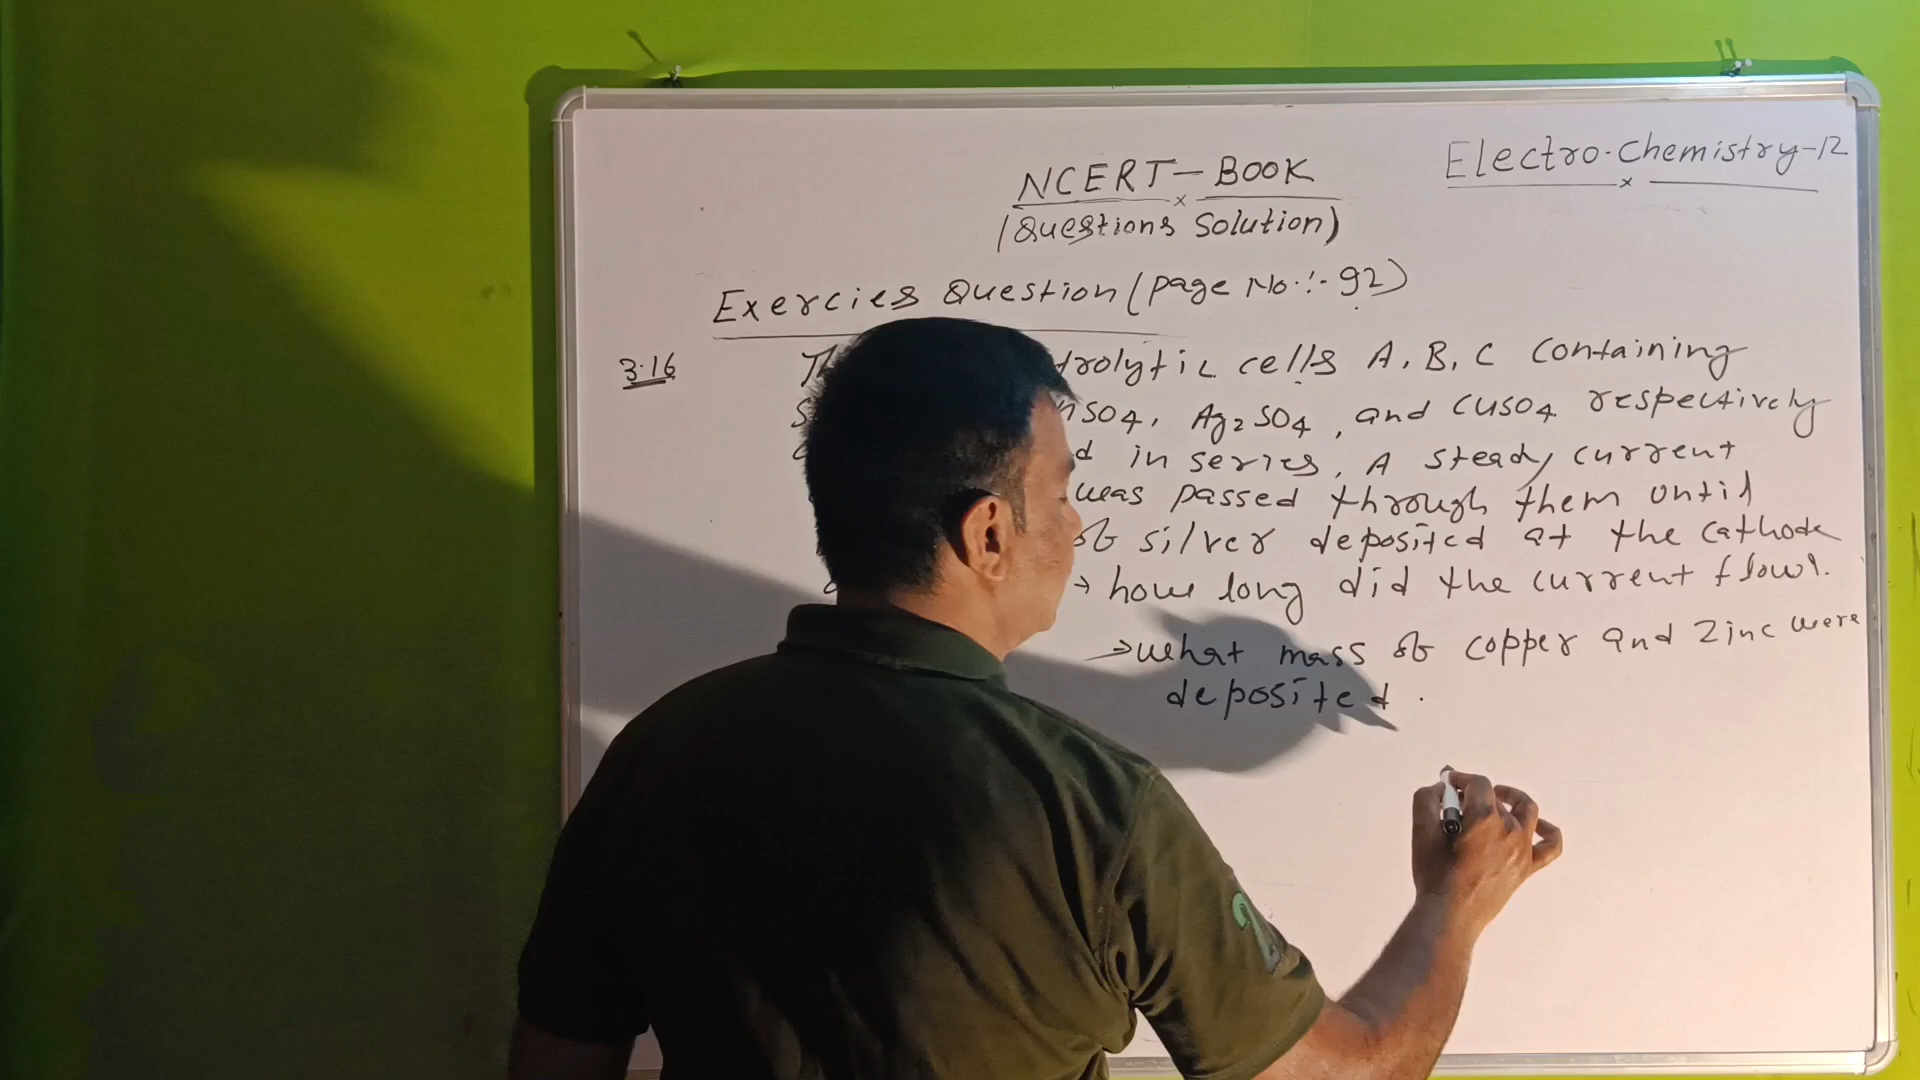 Electro-Chemistry-12
NCERT-BOOK
(Questions Solution)
Exercies Question (page No:- 92)
3.16
cells A, B, C containing
Ag2SO4, and CuSO4 respectively
in series, A steady current
was passed through them until
of silver deposited at the cathode
→ how long did the current flow?
→ what mass of copper and Zinc were
deposited.